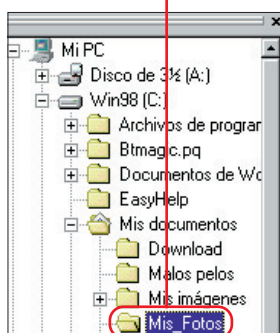 Mi PC
Disco de 3½ (A:)
Win98 (C:)
Archivos de prograr
Btmagic.pq
Documentos de Wo
EasyHelp
Mis documentos
Download
Malos pelos
Mis imágenes
Mis_Fotos